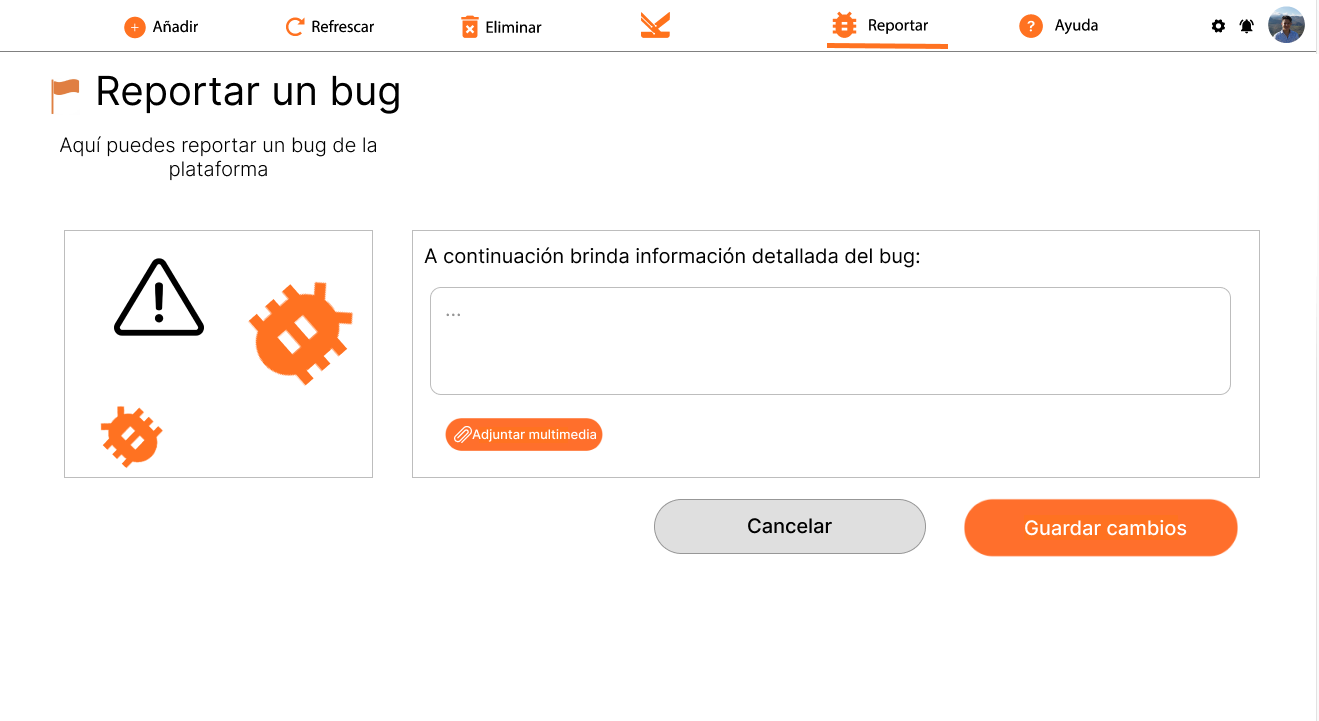 Añadir
Refrescar
Eliminar
Reportar
Ayuda
Reportar un bug
Aquí puedes reportar un bug de la
plataforma
A continuación brinda información detallada del bug:
...
Adjuntar multimedia
Cancelar
Guardar cambios